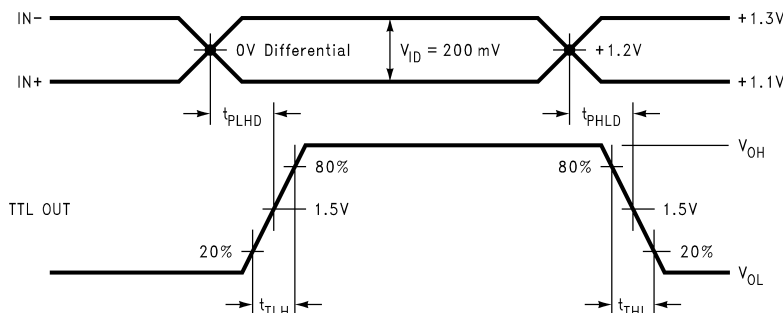 IN- +1.3V
0V Differential V_ID = 200 mV +1.2V
IN+ +1.1V
t_PLHD t_PHLD
V_OH
80% 80%
TTL OUT 1.5V 1.5V
20% 20%
V_OL
t_TLH t_THL